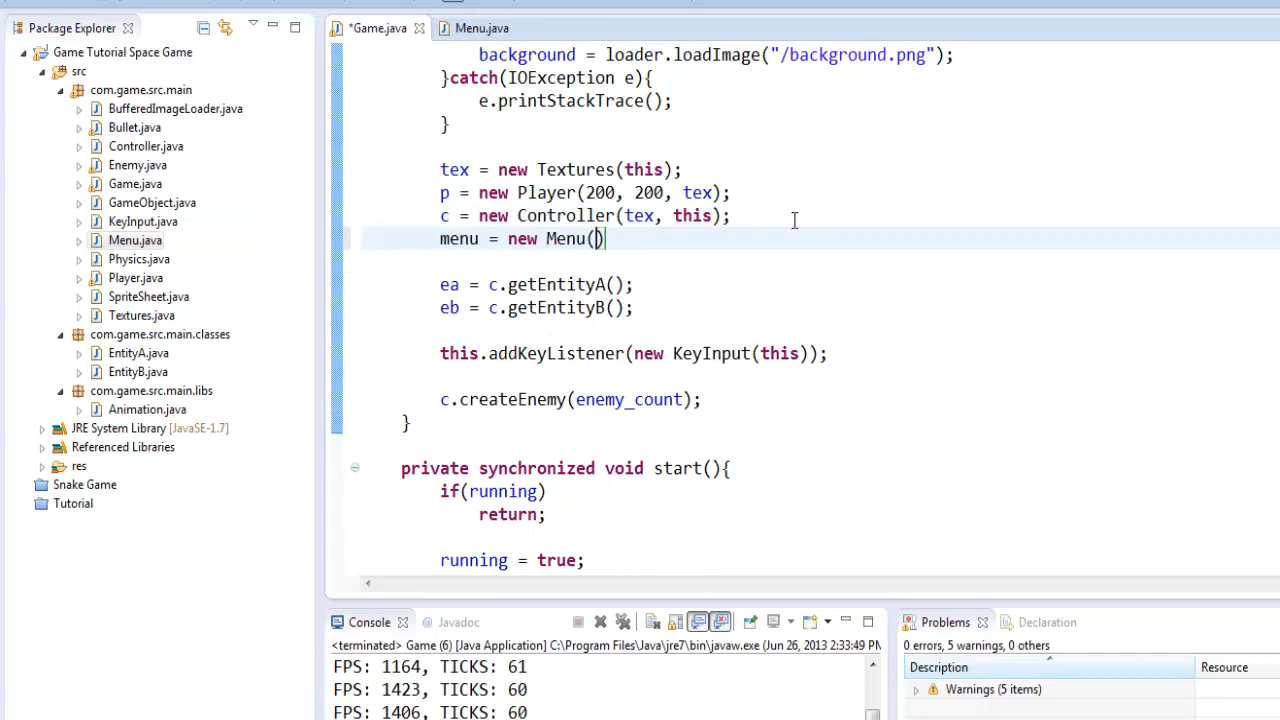 Package Explorer
Game Tutorial Space Game
src
com.game.src.main
BufferedImageLoader.java
Bullet.java
Controller.java
Enemy.java
Game.java
GameObject.java
KeyInput.java
Menu.java
Physics.java
Player.java
SpriteSheet.java
Textures.java
com.game.src.main.classes
EntityA.java
EntityB.java
com.game.src.main.libs
Animation.java
JRE System Library [JavaSE-1.7]
Referenced Libraries
res
Snake Game
Tutorial
*Game.java
Menu.java
background = loader.loadImage("/background.png");
}catch(IOException e){
e.printStackTrace();
}
tex = new Textures(this);
p = new Player(200, 200, tex);
c = new Controller(tex, this);
menu = new Menu()
ea = c.getEntityA();
eb = c.getEntityB();
this.addKeyListener(new KeyInput(this));
c.createEnemy(enemy_count);
}
private synchronized void start(){
if(running)
return;
running = true;
Console
Javadoc
<terminated> Game (6) [Java Application] C:\Program Files\Java\jre7\bin\javaw.exe (Jun 26, 2013 2:33:49 PM
FPS: 1164, TICKS: 61
FPS: 1423, TICKS: 60
FPS: 1406, TICKS: 60
Problems
Declaration
0 errors, 5 warnings, 0 others
Description
Resource
Warnings (5 items)